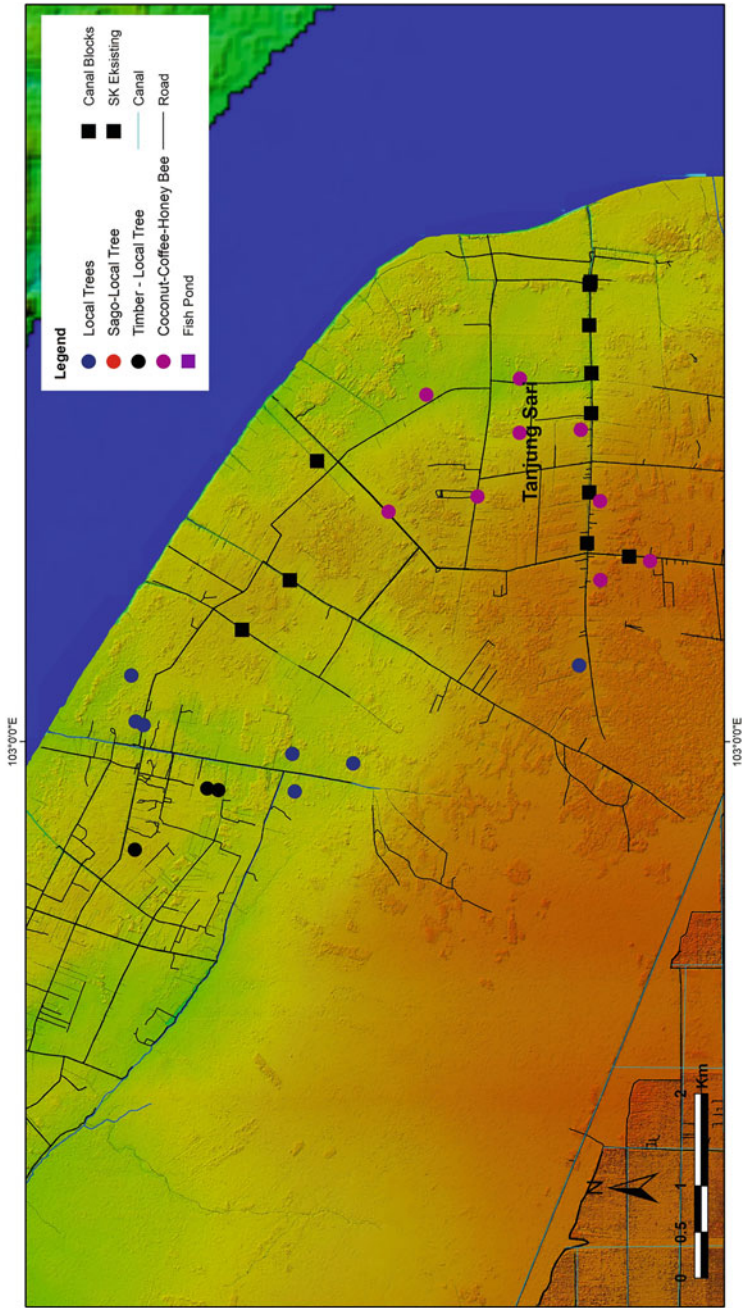 Legend
Local Trees
Sago-Local Tree
Timber - Local Tree
Coconut-Coffee-Honey Bee
Fish Pond
Canal Blocks
SK Eksisting
Canal
Road
103°0'0"E
Tanjung Sari
103°0'0"E
N
0 0.5 1 2
Km